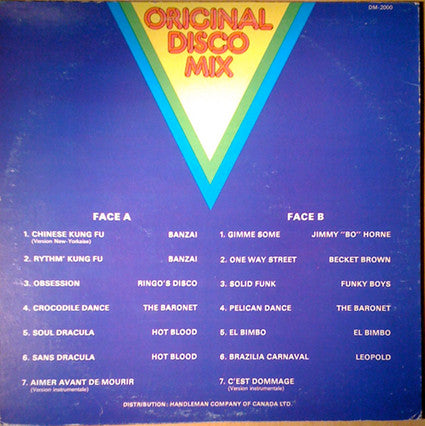 DM-2000
ORIGINAL
DISCO
MIX
FACE A
1. CHINESE KUNG FU BANZAI
(Version New-Yorkaise)
2. RYTHM' KUNG FU BANZAI
3. OBSESSION RINGO'S DISCO
4. CROCODILE DANCE THE BARONET
5. SOUL DRACULA HOT BLOOD
6. SANS DRACULA HOT BLOOD
7. AIMER AVANT DE MOURIR
(Version instrumentale)
FACE B
1. GIMME SOME JIMMY "BO" HORNE
2. ONE WAY STREET BECKET BROWN
3. SOLID FUNK FUNKY BOYS
4. PELICAN DANCE THE BARONET
5. EL BIMBO EL BIMBO
6. BRAZILIA CARNAVAL LEOPOLD
7. C'EST DOMMAGE
(Version instrumentale)
DISTRIBUTION: HANDLEMAN COMPANY OF CANADA LTD.